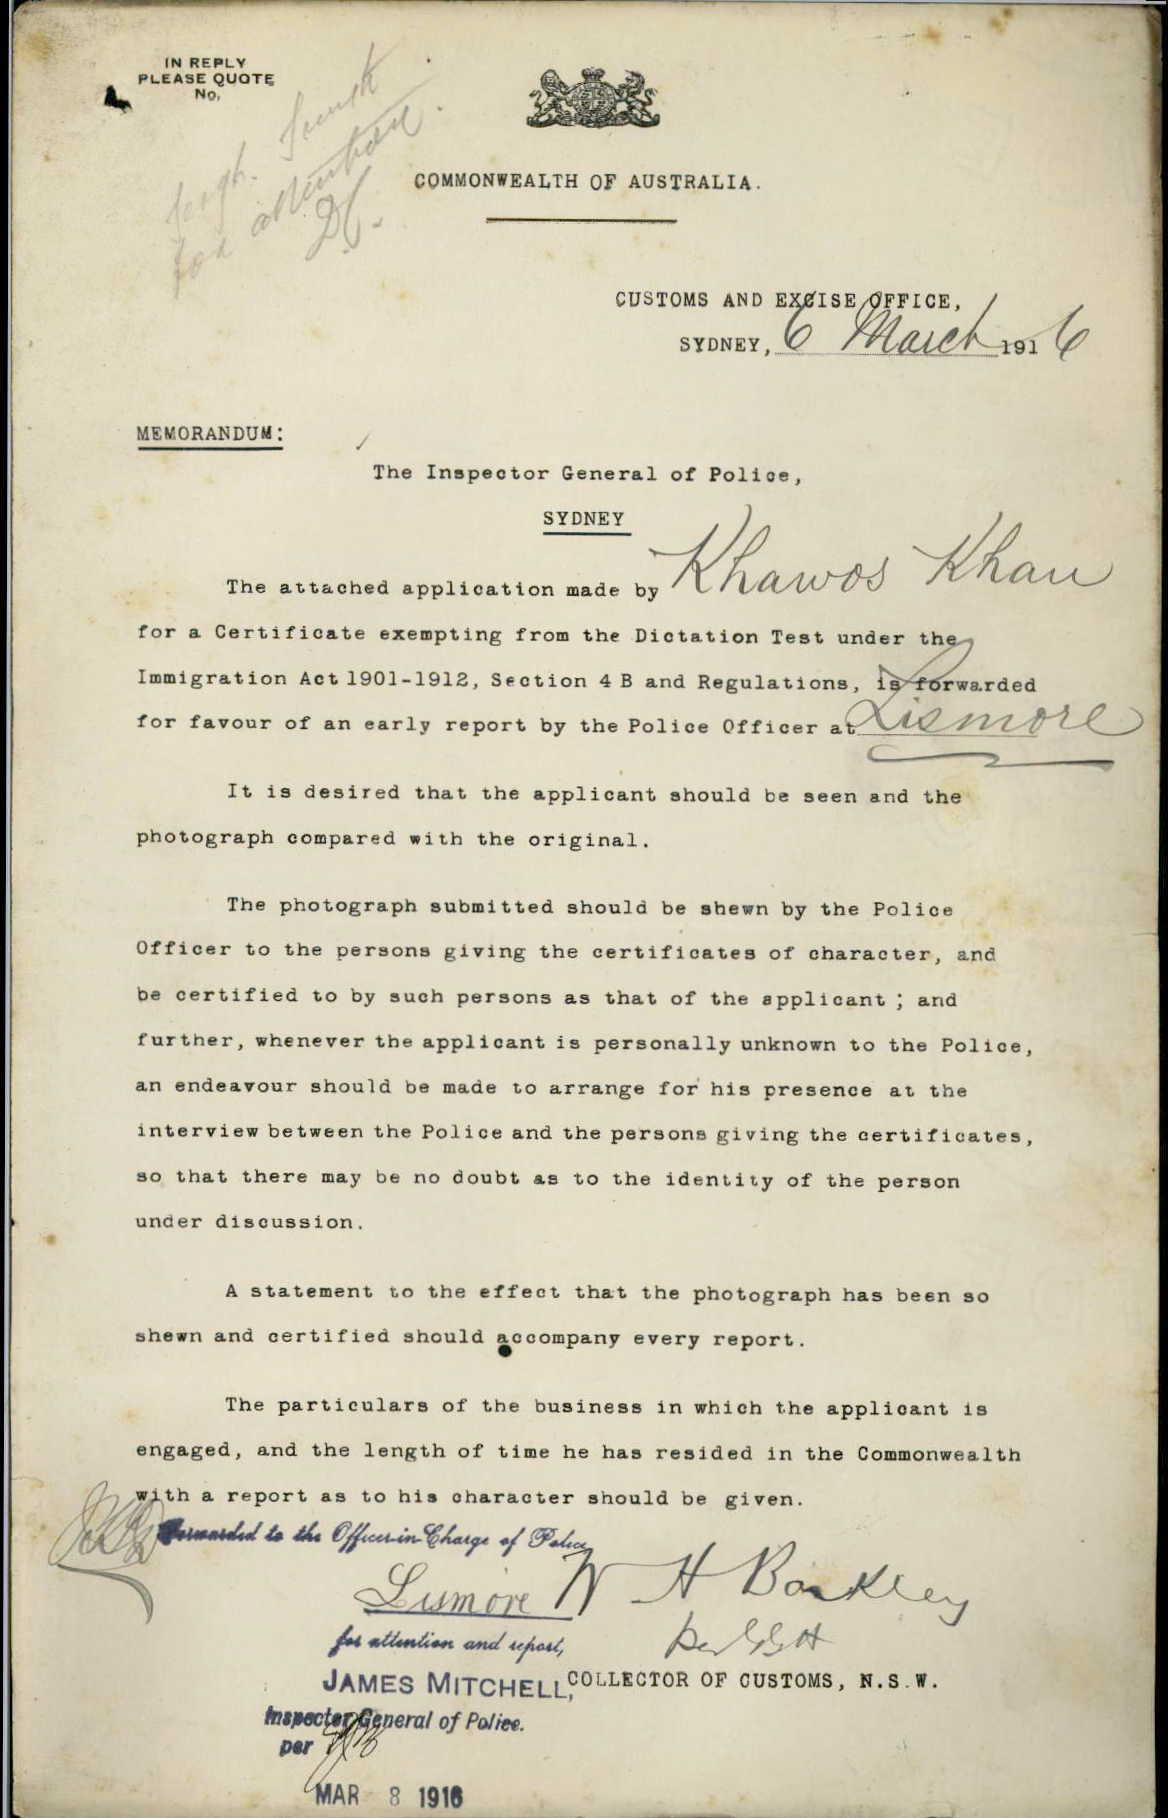 IN REPLY
PLEASE QUOTE
No.
for attention
COMMONWEALTH OF AUSTRALIA.
CUSTOMS AND EXCISE OFFICE,
SYDNEY, 6 March 1916
MEMORANDUM:
The Inspector General of Police,
SYDNEY
The attached application made by Khawos Khan
for a Certificate exempting from the Dictation Test under the
Immigration Act 1901-1912, Section 4 B and Regulations, is forwarded
for favour of an early report by the Police Officer at Lismore
It is desired that the applicant should be seen and the
photograph compared with the original.
The photograph submitted should be shewn by the Police
Officer to the persons giving the certificates of character, and
be certified to by such persons as that of the applicant ; and
further, whenever the applicant is personally unknown to the Police,
an endeavour should be made to arrange for his presence at the
interview between the Police and the persons giving the certificates,
so that there may be no doubt as to the identity of the person
under discussion.
A statement to the effect that the photograph has been so
shewn and certified should accompany every report.
The particulars of the business in which the applicant is
engaged, and the length of time he has resided in the Commonwealth
with a report as to his character should be given.
Forwarded to the Officer-in-Charge of Police
Lismore
W H Barkley
for attention and report,
JAMES MITCHELL,
COLLECTOR OF CUSTOMS, N.S.W.
Inspector General of Police.
per
MAR 8 1916